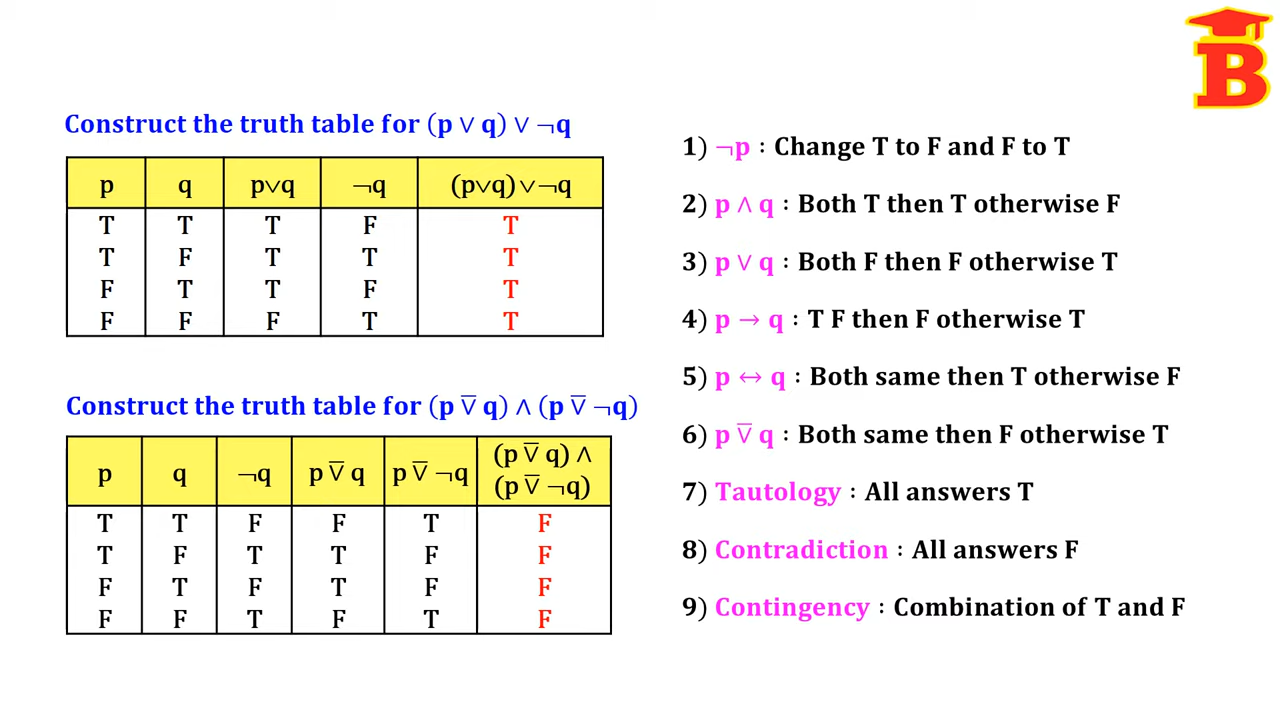 B
Construct the truth table for (p ∨ q) ∨ ¬q
p q p∨q ¬q (p∨q) ∨ ¬q
T T T F T
T F T T T
F T T F T
F F F T T
Construct the truth table for (p ⊽ q) ∧ (p ⊽ ¬q)
p q ¬q p ⊽ q p ⊽ ¬q (p ⊽ q) ∧
(p ⊽ ¬q)
T T F F T F
T F T T F F
F T F T F F
F F T F T F
1) ¬p : Change T to F and F to T
2) p ∧ q : Both T then T otherwise F
3) p ∨ q : Both F then F otherwise T
4) p → q : T F then F otherwise T
5) p ↔ q : Both same then T otherwise F
6) p ⊽ q : Both same then F otherwise T
7) Tautology : All answers T
8) Contradiction : All answers F
9) Contingency : Combination of T and F